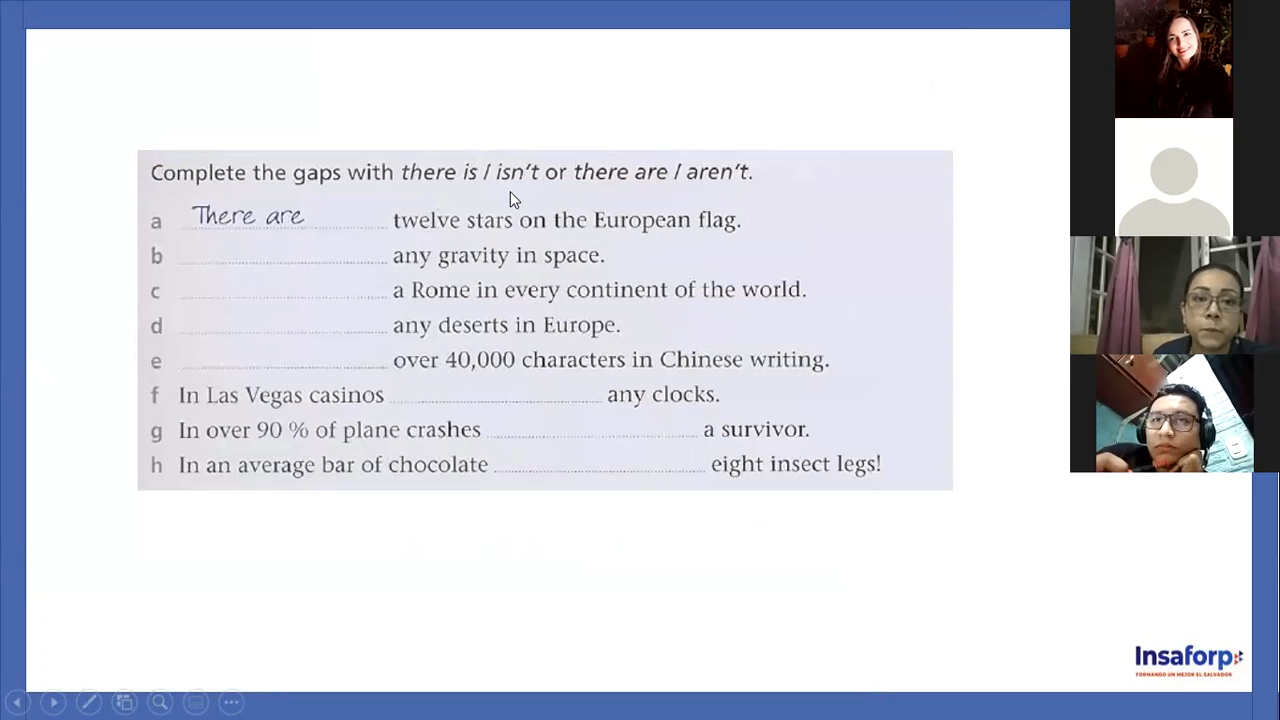 Complete the gaps with there is / isn't or there are / aren't.
a There are twelve stars on the European flag.
b any gravity in space.
c a Rome in every continent of the world.
d any deserts in Europe.
e over 40,000 characters in Chinese writing.
f In Las Vegas casinos any clocks.
g In over 90 % of plane crashes a survivor.
h In an average bar of chocolate eight insect legs!
Insaforp
FORMANDO UN MEJOR EL SALVADOR